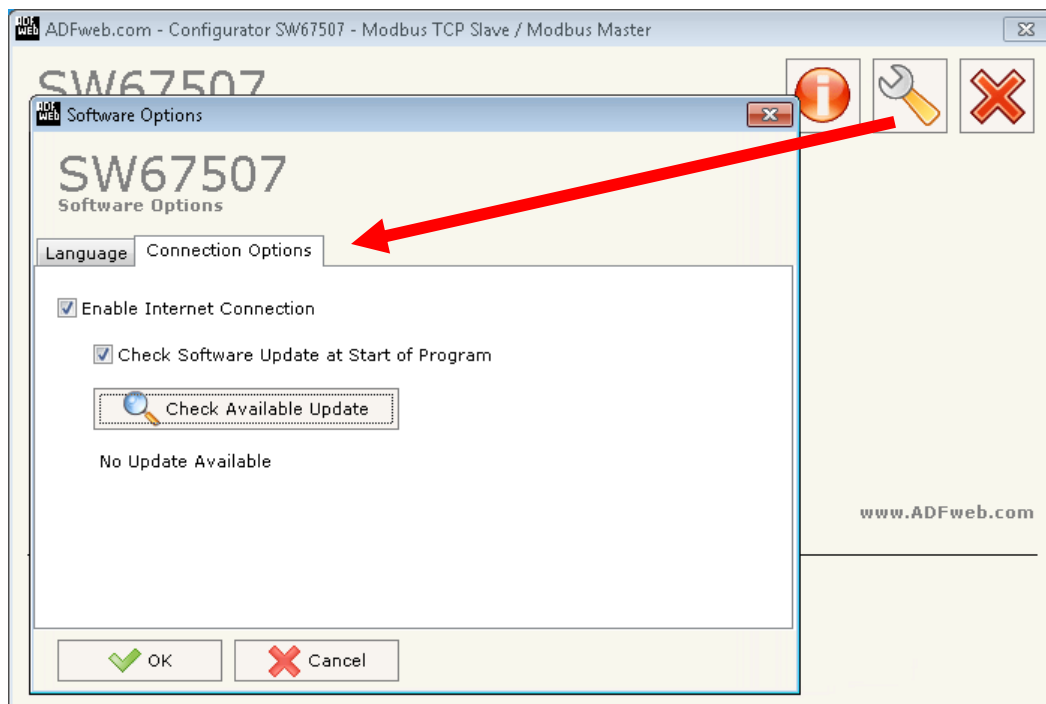 ADFweb.com - Configurator SW67507 - Modbus TCP Slave / Modbus Master
SW67507
ADF
WEB
Software Options
SW67507
Software Options
Language
Connection Options
Enable Internet Connection
Check Software Update at Start of Program
Check Available Update
No Update Available
www.ADFweb.com
OK
Cancel